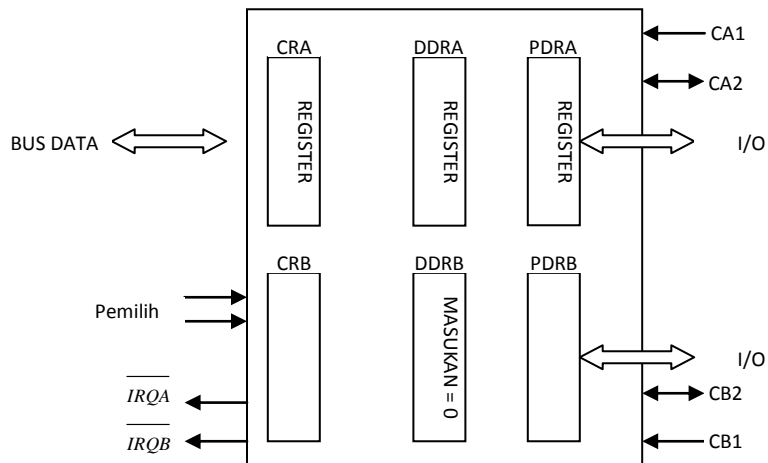 CA1
CRA DDRA PDRA
CA2
REGISTER REGISTER REGISTER
BUS DATA
I/O
CRB DDRB PDRB
Pemilih
MASUKAN = 0
I/O
IRQA
CB2
IRQB
CB1